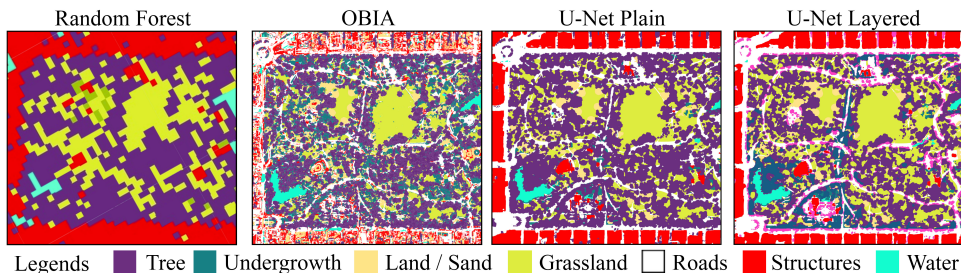 Random Forest OBIA U-Net Plain U-Net Layered
Legends Tree Undergrowth Land / Sand Grassland Roads Structures Water